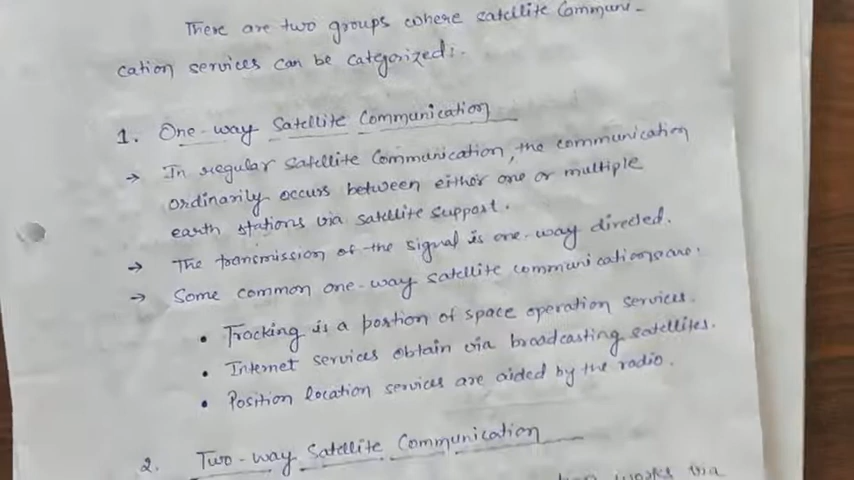 There are two groups where satellite Communi-
cation services can be categorized:-
1. One-way Satellite Communication
→ In regular Satellite Communication, the communication
ordinarily occurs between either one or multiple
earth stations via satellite support.
→ The transmission of the signal is one-way directed.
→ Some common one-way satellite communications are:
• Tracking is a portion of space operation services.
• Internet services obtain via broadcasting satellites.
• Position location services are aided by the radio.
2. Two-way Satellite Communication
works via